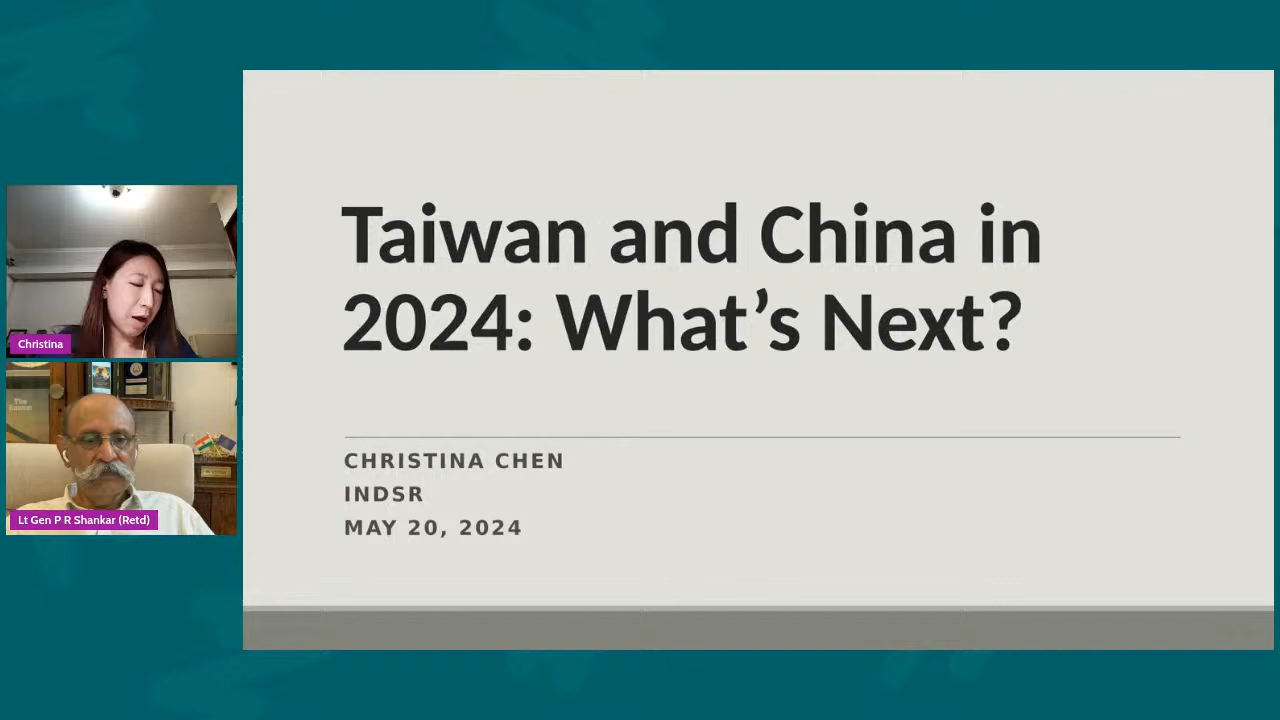 Taiwan and China in
2024: What’s Next?
CHRISTINA CHEN
INDSR
MAY 20, 2024
Christina
Lt Gen P R Shankar (Retd)